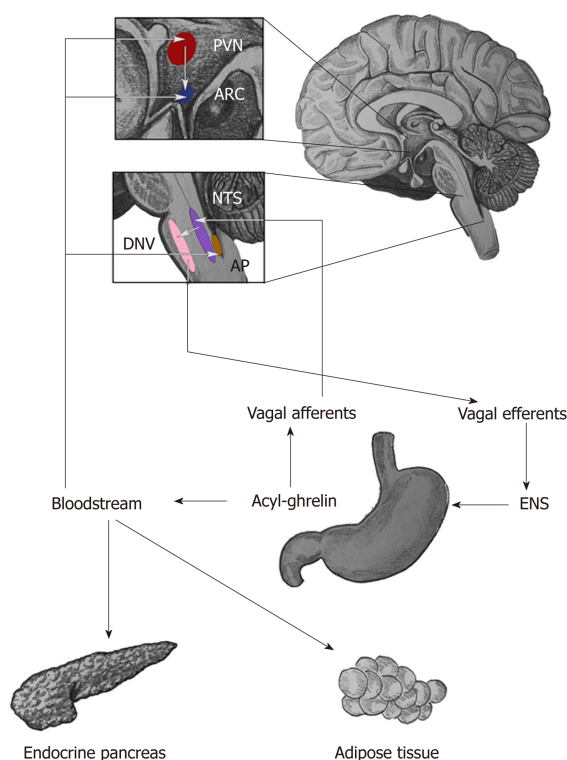 PVN
ARC
NTS
DNV
AP
Vagal afferents
Vagal efferents
Bloodstream
Acyl-ghrelin
ENS
Endocrine pancreas
Adipose tissue